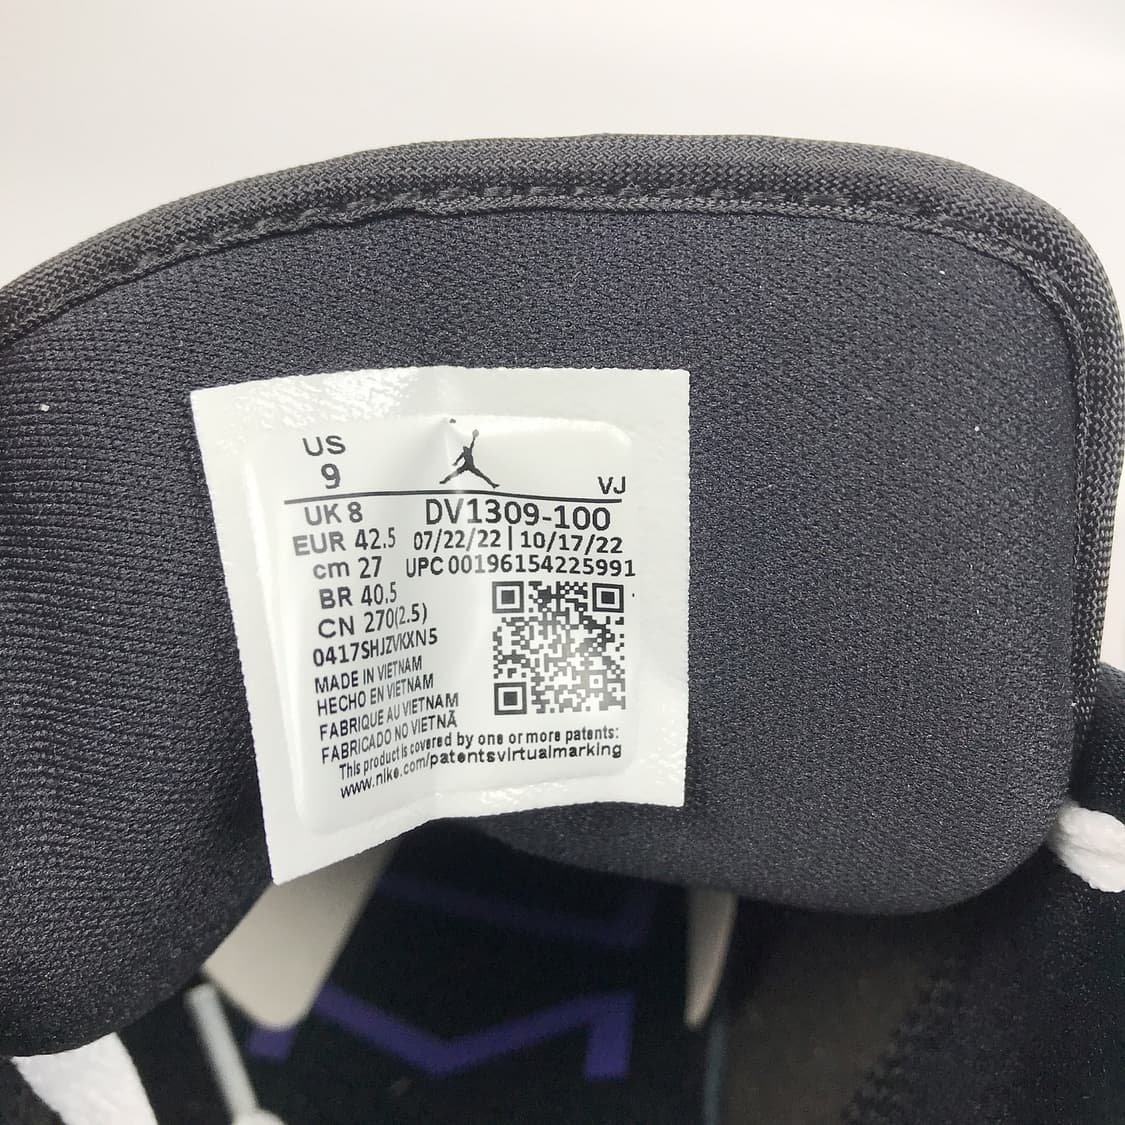 US
9
VJ
UK 8 DV1309-100
EUR 42.5 07/22/22 | 10/17/22
cm 27 UPC 00196154225991
BR 40.5
CN 270(2.5)
0417SHJZVKXN5
MADE IN VIETNAM
HECHO EN VIETNAM
FABRIQUE AU VIETNAM
FABRICADO NO VIETNÃ
This product is covered by one or more patents:
www.nike.com/patentsvirtualmarking